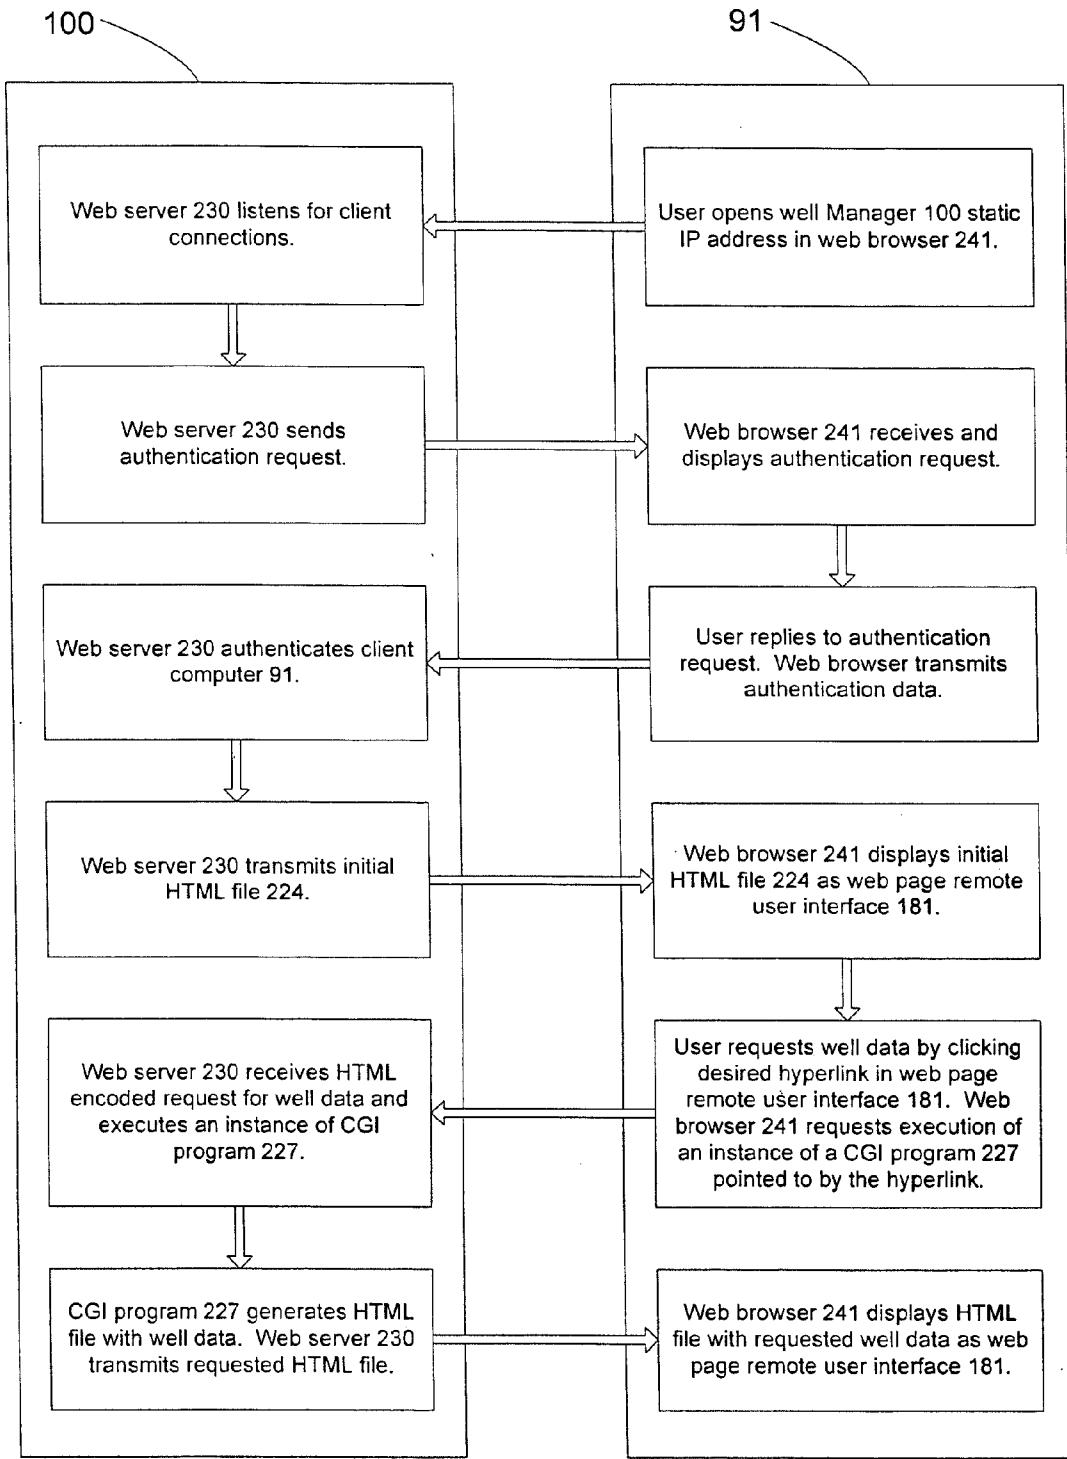 100
91
Web server 230 listens for client
connections.
User opens well Manager 100 static
IP address in web browser 241.
Web server 230 sends
authentication request.
Web browser 241 receives and
displays authentication request.
Web server 230 authenticates client
computer 91.
User replies to authentication
request. Web browser transmits
authentication data.
Web server 230 transmits initial
HTML file 224.
Web browser 241 displays initial
HTML file 224 as web page remote
user interface 181.
Web server 230 receives HTML
encoded request for well data and
executes an instance of CGI
program 227.
User requests well data by clicking
desired hyperlink in web page
remote user interface 181. Web
browser 241 requests execution of
an instance of a CGI program 227
pointed to by the hyperlink.
CGI program 227 generates HTML
file with well data. Web server 230
transmits requested HTML file.
Web browser 241 displays HTML
file with requested well data as web
page remote user interface 181.